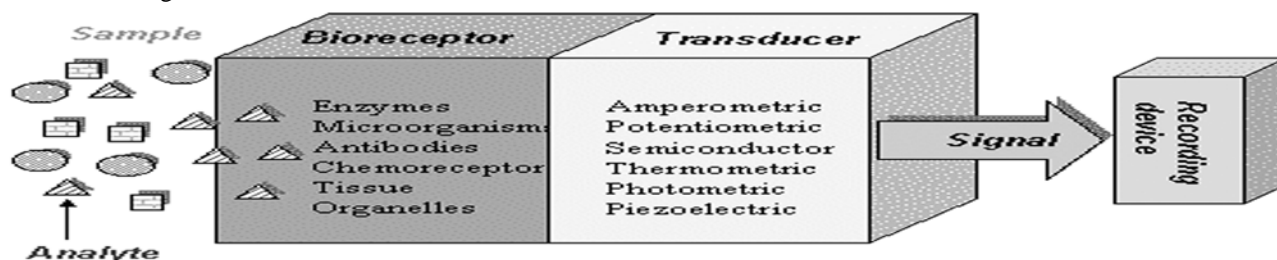 Sample
Bioreceptor
Transducer
Enzymes
Microorganisms
Antibodies
Chemoreceptor
Tissue
Organelles
Amperometric
Potentiometric
Semiconductor
Thermometric
Photometric
Piezoelectric
Signal
Recording
device
Analyte